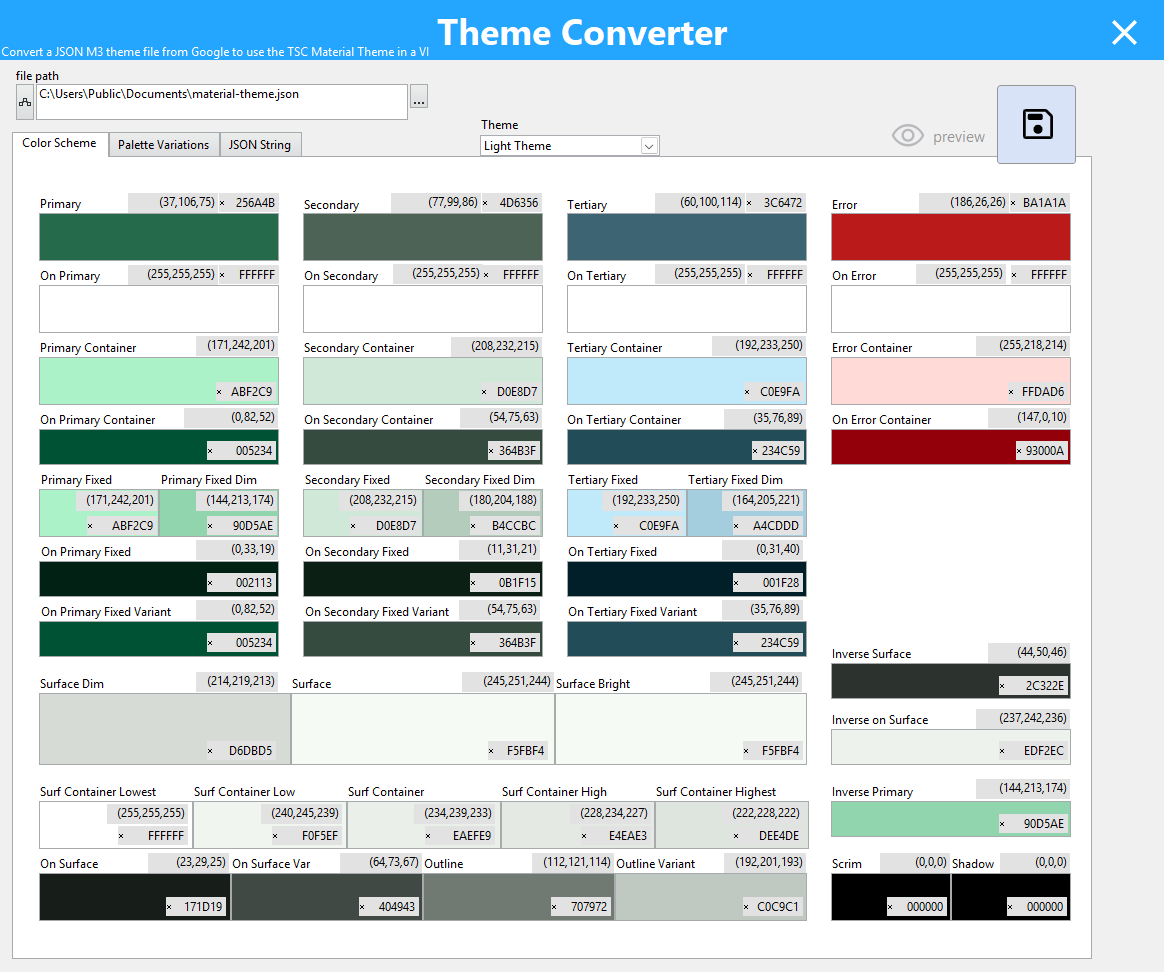 Theme Converter
Convert a JSON M3 theme file from Google to use the TSC Material Theme in a VI
file path
C:\Users\Public\Documents\material-theme.json
...
Theme
Light Theme
preview
Color Scheme Palette Variations JSON String
Primary (37,106,75) × 256A4B Secondary (77,99,86) × 4D6356 Tertiary (60,100,114) × 3C6472 Error (186,26,26) × BA1A1A
On Primary (255,255,255) × FFFFFF On Secondary (255,255,255) × FFFFFF On Tertiary (255,255,255) × FFFFFF On Error (255,255,255) × FFFFFF
Primary Container (171,242,201) Secondary Container (208,232,215) Tertiary Container (192,233,250) Error Container (255,218,214)
× ABF2C9 × D0E8D7 × C0E9FA × FFDAD6
On Primary Container (0,82,52) On Secondary Container (54,75,63) On Tertiary Container (35,76,89) On Error Container (147,0,10)
× 005234 × 364B3F × 234C59 × 93000A
Primary Fixed Primary Fixed Dim Secondary Fixed Secondary Fixed Dim Tertiary Fixed Tertiary Fixed Dim
(171,242,201) (144,213,174) (208,232,215) (180,204,188) (192,233,250) (164,205,221)
× ABF2C9 × 90D5AE × D0E8D7 × B4CCBC × C0E9FA × A4CDDD
On Primary Fixed (0,33,19) On Secondary Fixed (11,31,21) On Tertiary Fixed (0,31,40)
× 002113 × 0B1F15 × 001F28
On Primary Fixed Variant (0,82,52) On Secondary Fixed Variant (54,75,63) On Tertiary Fixed Variant (35,76,89)
× 005234 × 364B3F × 234C59
Inverse Surface (44,50,46)
× 2C322E
Surface Dim (214,219,213) Surface (245,251,244) Surface Bright (245,251,244)
× D6DBD5 × F5FBF4 × F5FBF4
Inverse on Surface (237,242,236)
× EDF2EC
Surf Container Lowest Surf Container Low Surf Container Surf Container High Surf Container Highest
(255,255,255) (240,245,239) (234,239,233) (228,234,227) (222,228,222)
× FFFFFF × F0F5EF × EAEFE9 × E4EAE3 × DEE4DE
Inverse Primary (144,213,174)
× 90D5AE
On Surface (23,29,25) On Surface Var (64,73,67) Outline (112,121,114) Outline Variant (192,201,193) Scrim (0,0,0) Shadow (0,0,0)
× 171D19 × 404943 × 707972 × C0C9C1 × 000000 × 000000